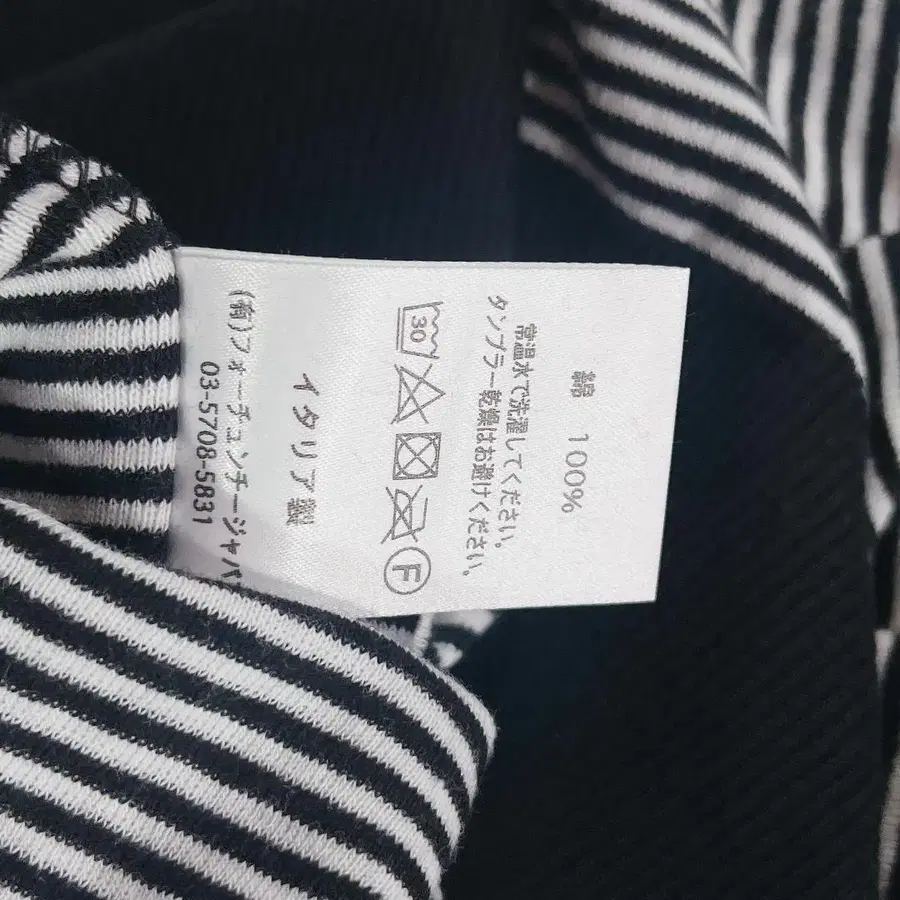 綿 100%
常温水で洗濯してください。
タンブラー乾燥はお避けください。
30
F
イタリア製
(有)フォーチュンチージャパ
03-5708-5831